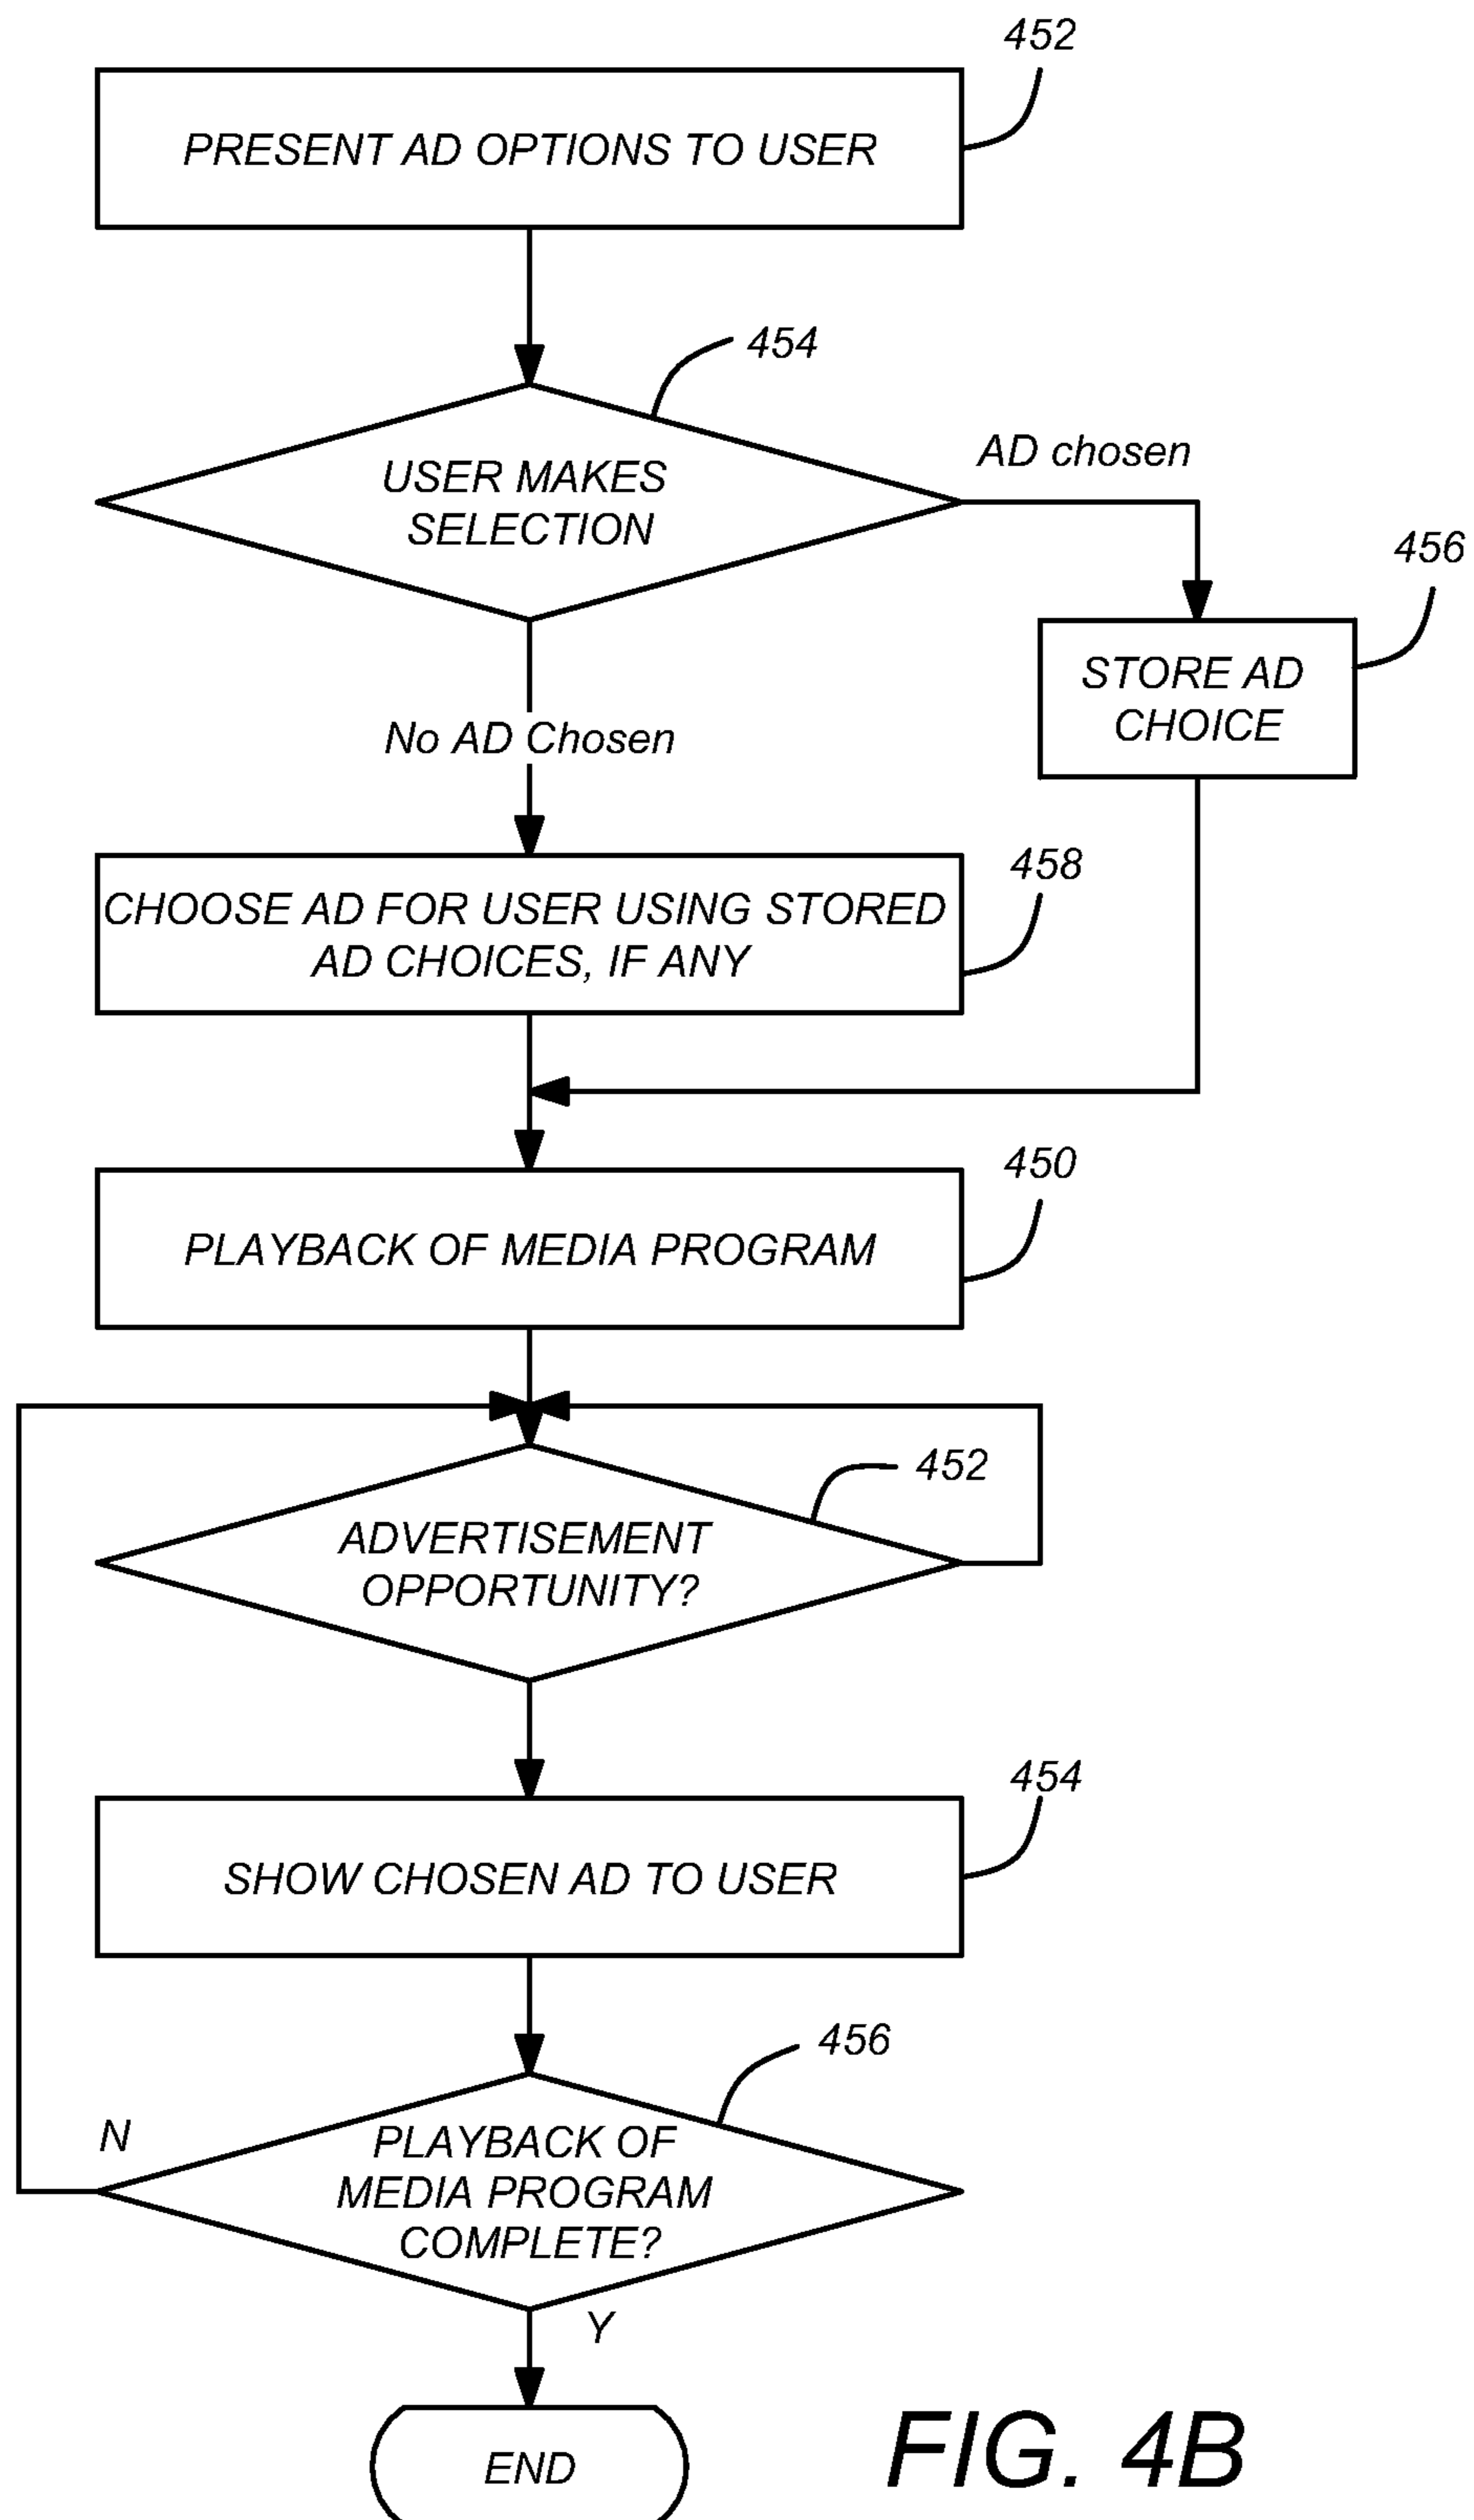 452
PRESENT AD OPTIONS TO USER
454
USER MAKES
SELECTION
AD chosen
456
STORE AD
CHOICE
No AD Chosen
458
CHOOSE AD FOR USER USING STORED
AD CHOICES, IF ANY
450
PLAYBACK OF MEDIA PROGRAM
452
ADVERTISEMENT
OPPORTUNITY?
454
SHOW CHOSEN AD TO USER
456
N
PLAYBACK OF
MEDIA PROGRAM
COMPLETE?
Y
END
FIG. 4B